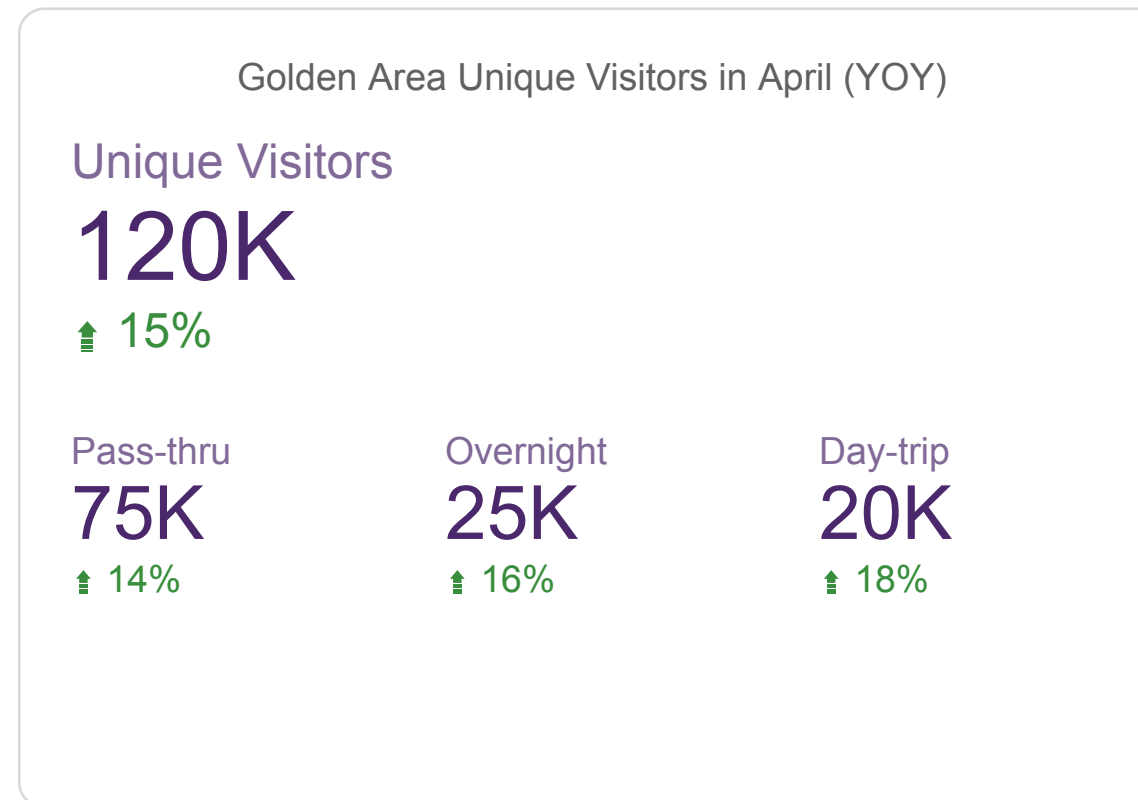 Golden Area Unique Visitors in April (YOY)
Unique Visitors
120K
15%
Pass-thru Overnight Day-trip
75K 25K 20K
14% 16% 18%